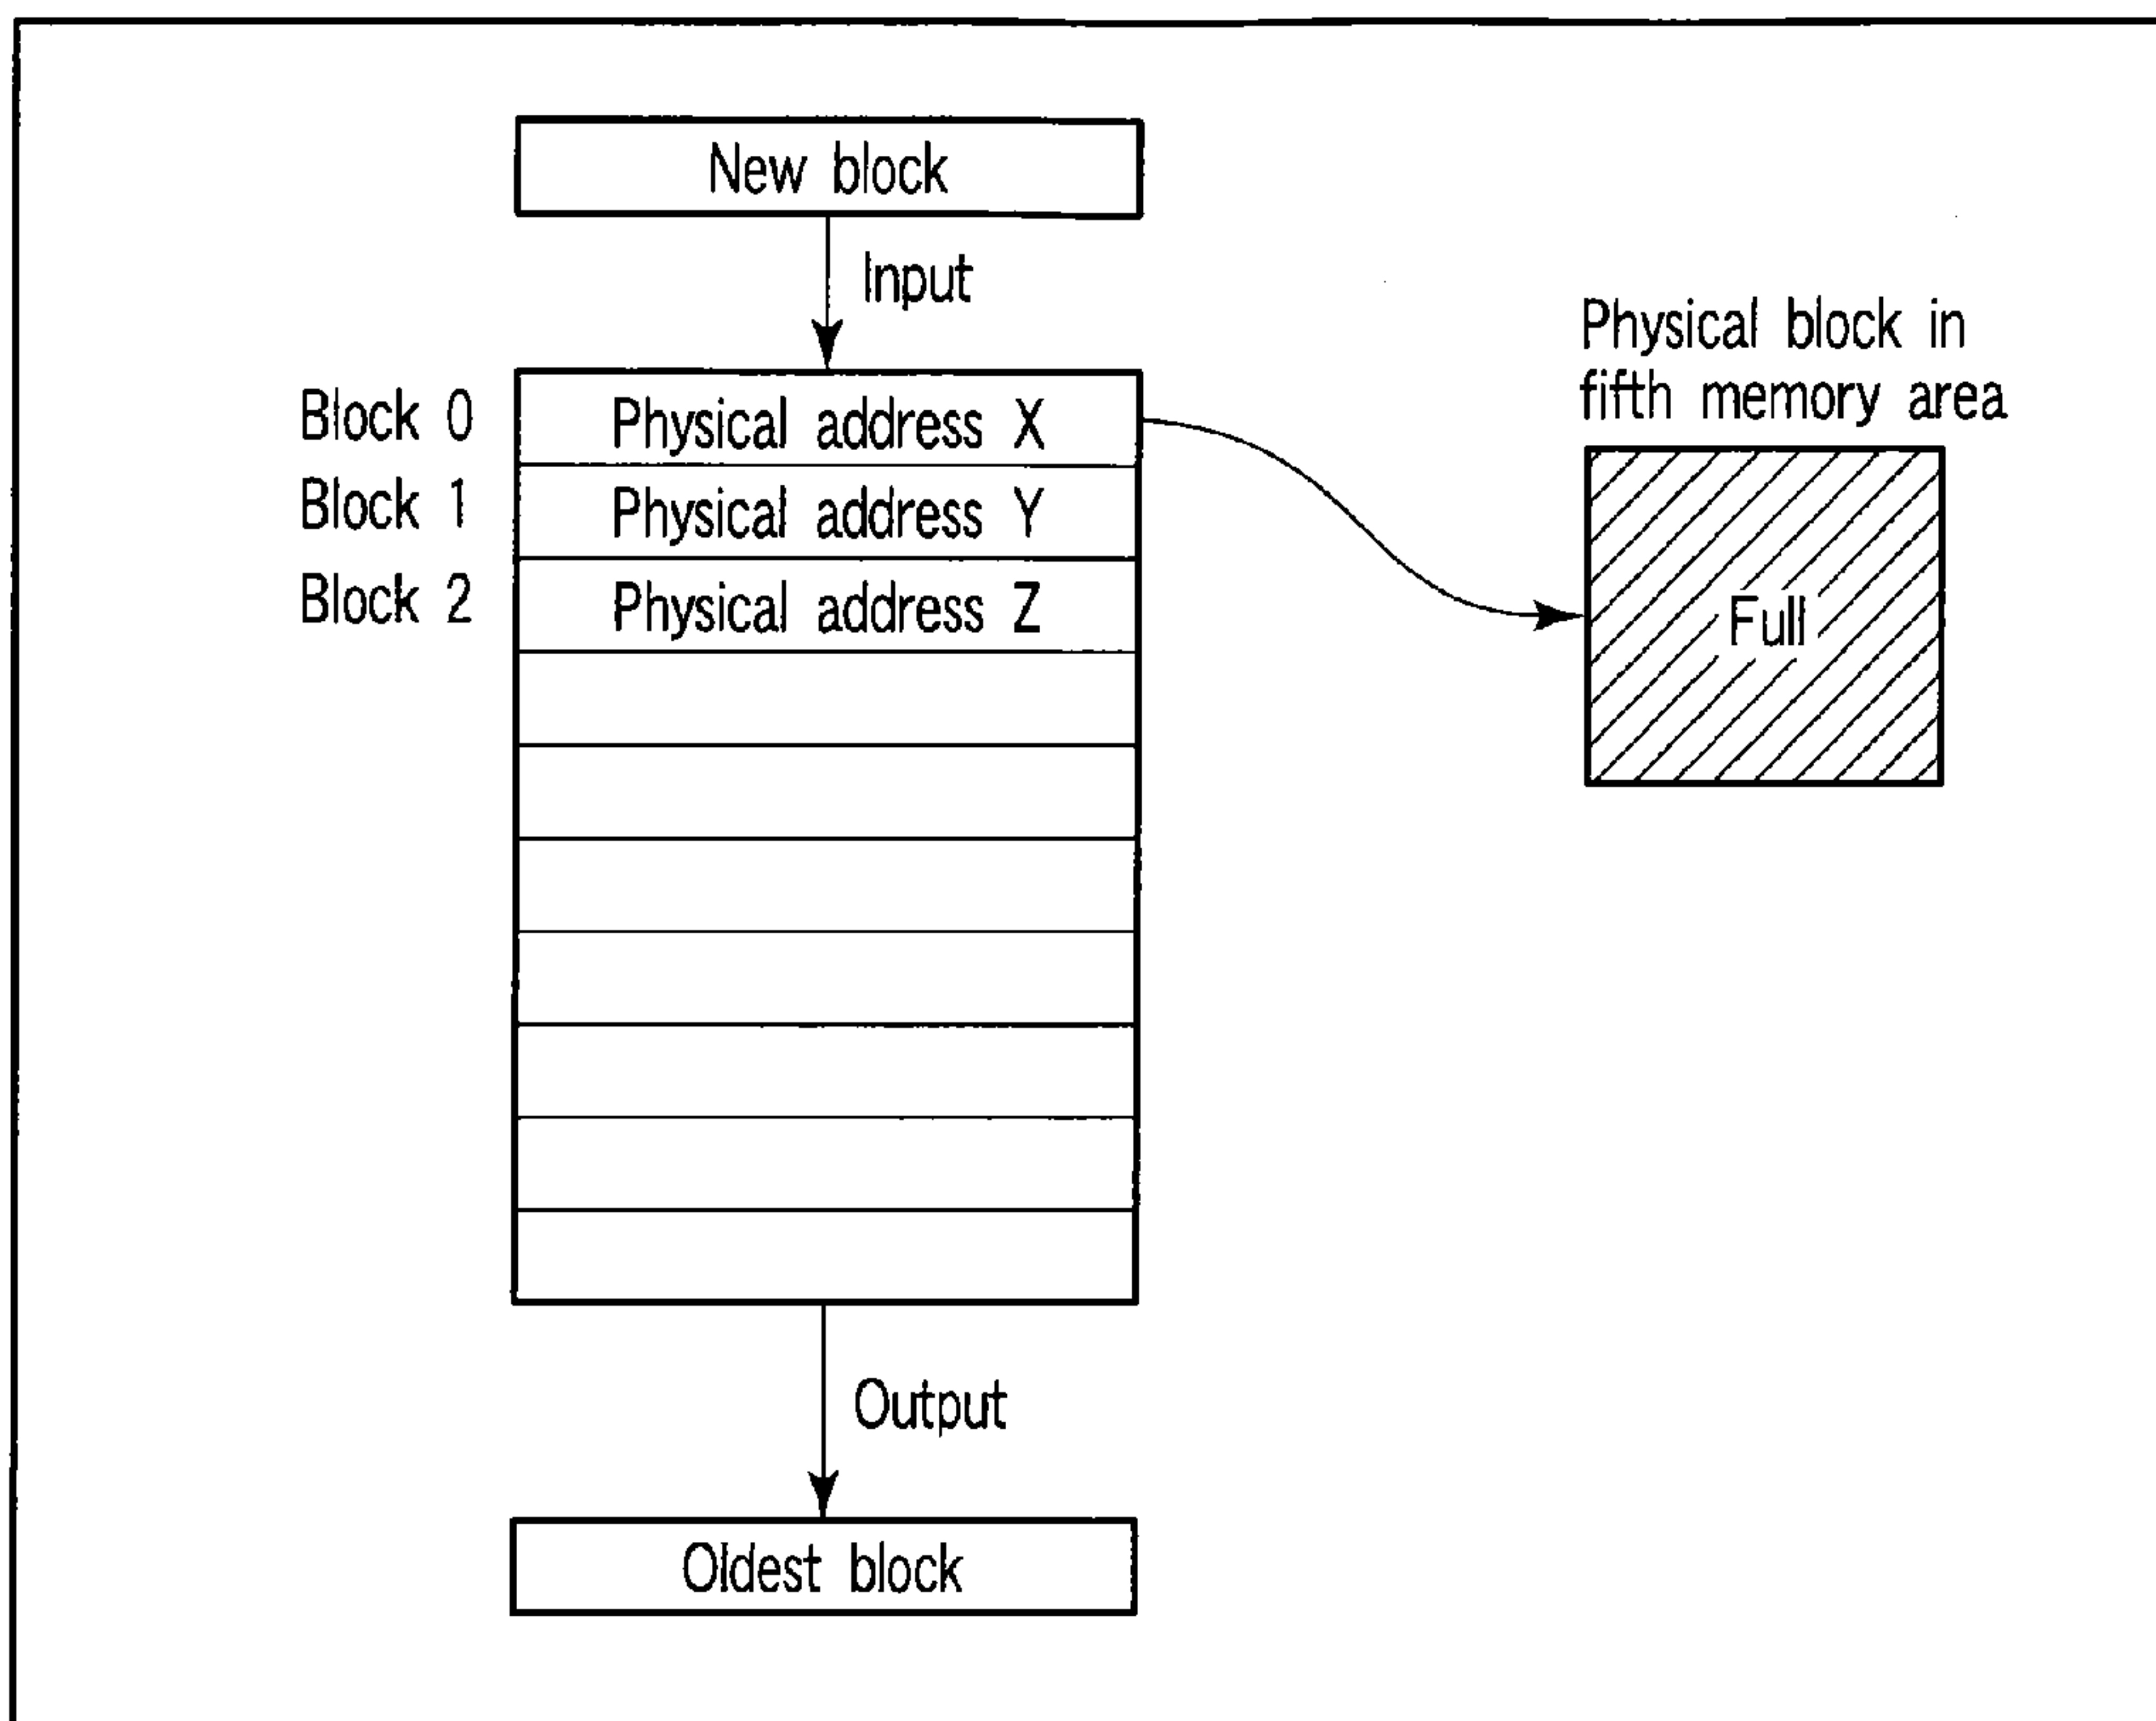 New block
Input
Physical block in
fifth memory area
Block 0 Physical address X
Block 1 Physical address Y
Block 2 Physical address Z
Full
Output
Oldest block